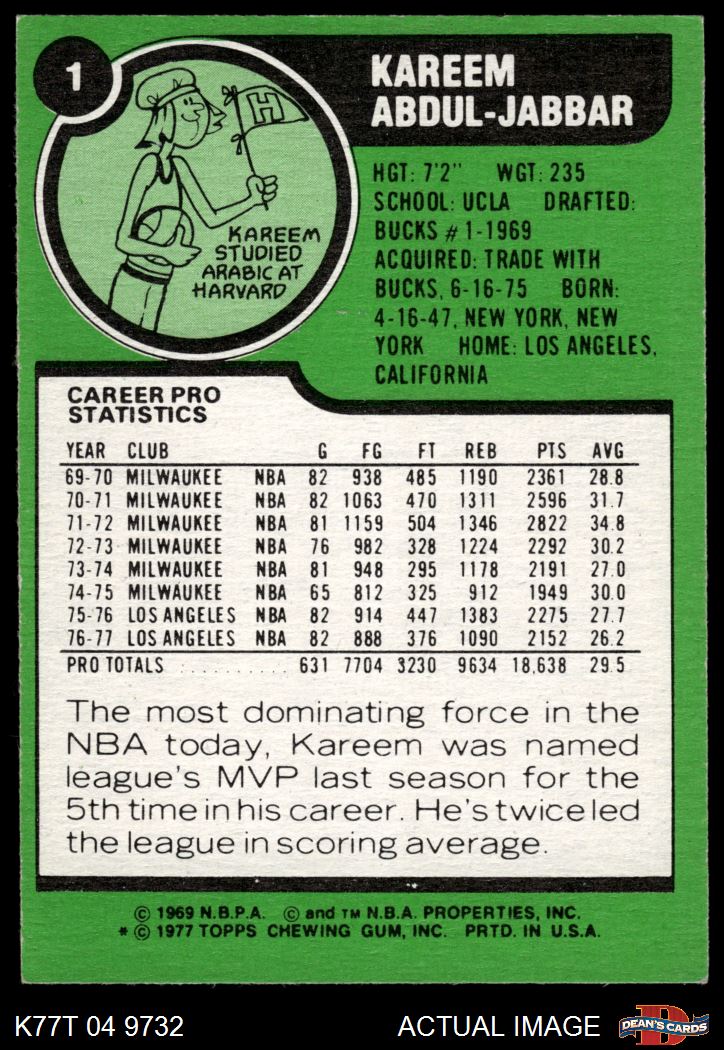 1
KAREEM
ABDUL-JABBAR
H
KAREEM
STUDIED
ARABIC AT
HARVARD
HGT: 7'2" WGT: 235
SCHOOL: UCLA DRAFTED:
BUCKS #1-1969
ACQUIRED: TRADE WITH
BUCKS, 6-16-75 BORN:
4-16-47, NEW YORK, NEW
YORK HOME: LOS ANGELES,
CALIFORNIA
CAREER PRO
STATISTICS
YEAR CLUB G FG FT REB PTS AVG
69-70 MILWAUKEE NBA 82 938 485 1190 2361 28.8
70-71 MILWAUKEE NBA 82 1063 470 1311 2596 31.7
71-72 MILWAUKEE NBA 81 1159 504 1346 2822 34.8
72-73 MILWAUKEE NBA 76 982 328 1224 2292 30.2
73-74 MILWAUKEE NBA 81 948 295 1178 2191 27.0
74-75 MILWAUKEE NBA 65 812 325 912 1949 30.0
75-76 LOS ANGELES NBA 82 914 447 1383 2275 27.7
76-77 LOS ANGELES NBA 82 888 376 1090 2152 26.2
PRO TOTALS .......... 631 7704 3230 9634 18,638 29.5
The most dominating force in the
NBA today, Kareem was named
league's MVP last season for the
5th time in his career. He's twice led
the league in scoring average.
© 1969 N.B.P.A. © and TM N.B.A. PROPERTIES, INC.
* © 1977 TOPPS CHEWING GUM, INC. PRTD. IN U.S.A.
K77T 04 9732 ACTUAL IMAGE
D
DEAN'S CARDS